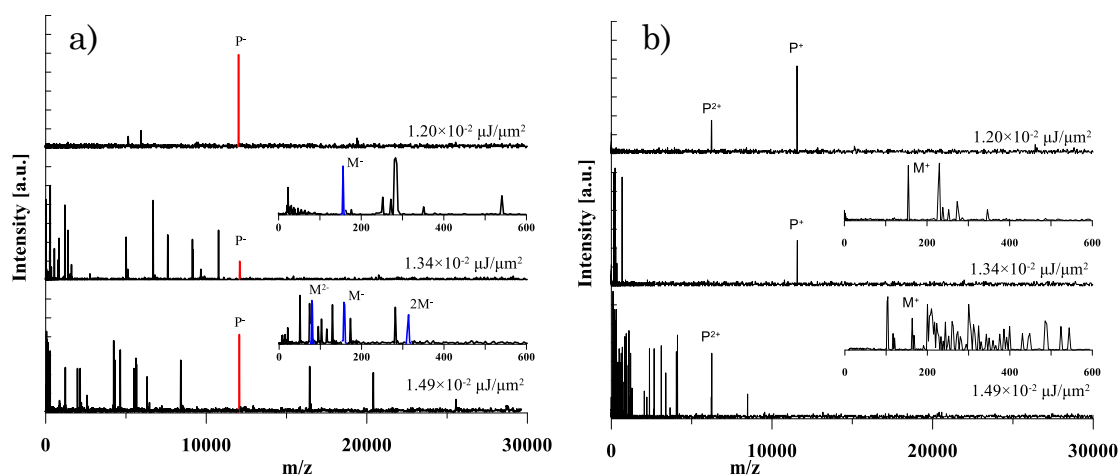 a)
P⁻
1.20×10⁻² μJ/μm²
M⁻
0 200 400 600
P⁻
1.34×10⁻² μJ/μm²
M²⁻ M⁻ 2M⁻
0 200 400 600
P⁻
1.49×10⁻² μJ/μm²
0 10000 20000 30000
m/z
Intensity [a.u.]
b)
P⁺
P²⁺
1.20×10⁻² μJ/μm²
M⁺
0 200 400 600
P⁺
1.34×10⁻² μJ/μm²
M⁺
P²⁺
0 200 400 600
1.49×10⁻² μJ/μm²
0 10000 20000 30000
m/z
Intensity [a.u.]